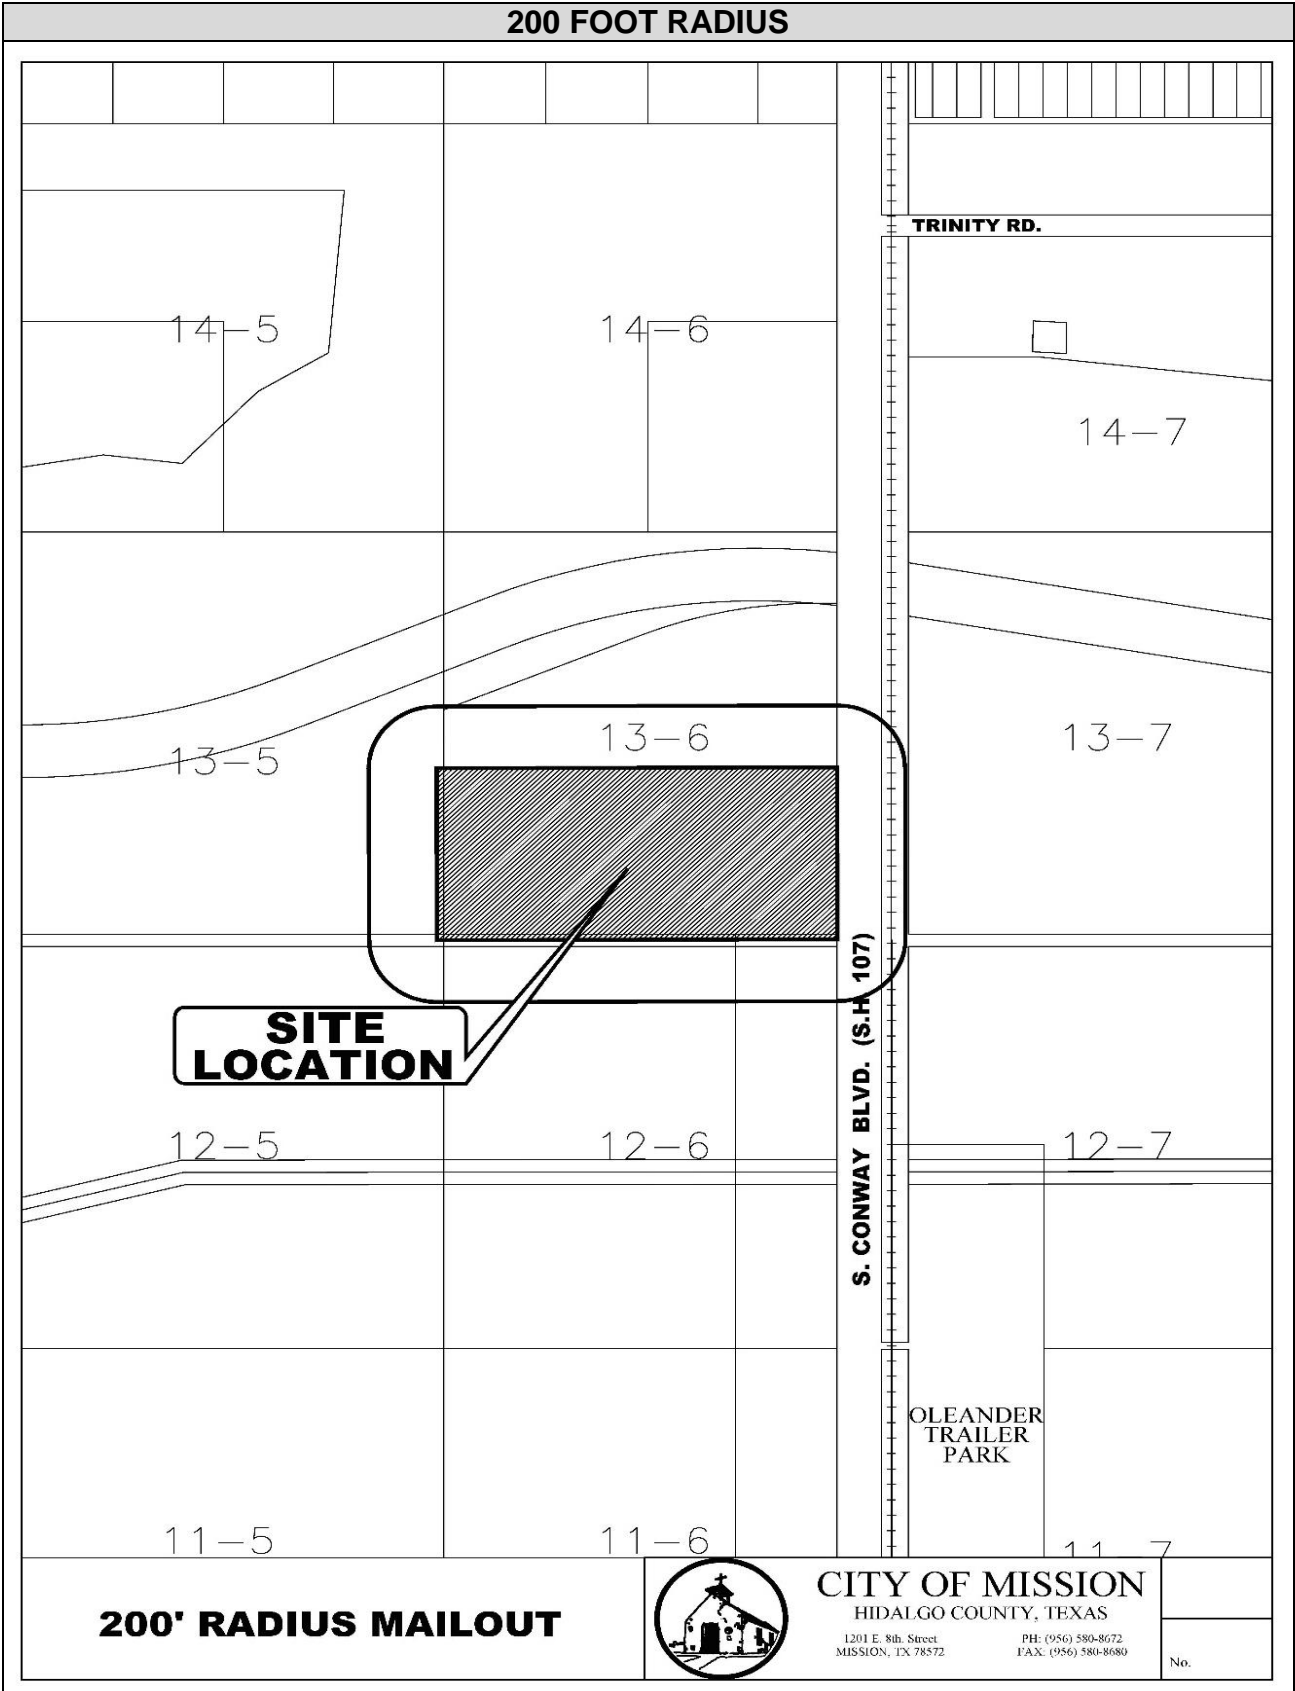 200 FOOT RADIUS
TRINITY RD.
14-5
14-6
14-7
13-5
13-6
13-7
S. CONWAY BLVD. (S.H. 107)
SITE
LOCATION
12-5
12-6
12-7
OLEANDER
TRAILER
PARK
11-5
11-6
11-7
200' RADIUS MAILOUT
CITY OF MISSION
HIDALGO COUNTY, TEXAS
1201 E. 8th. Street
MISSION, TX 78572
PH: (956) 580-8672
FAX: (956) 580-8680
No.